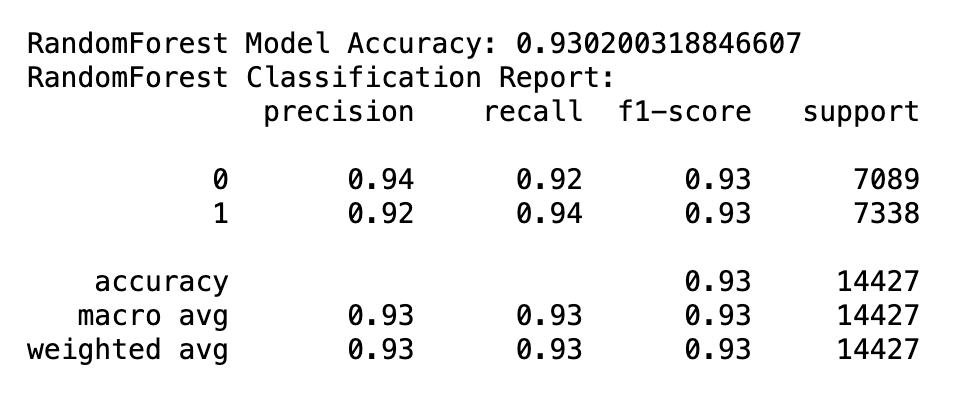 RandomForest Model Accuracy: 0.930200318846607
RandomForest Classification Report:
precision recall f1-score support
0 0.94 0.92 0.93 7089
1 0.92 0.94 0.93 7338
accuracy 0.93 14427
macro avg 0.93 0.93 0.93 14427
weighted avg 0.93 0.93 0.93 14427